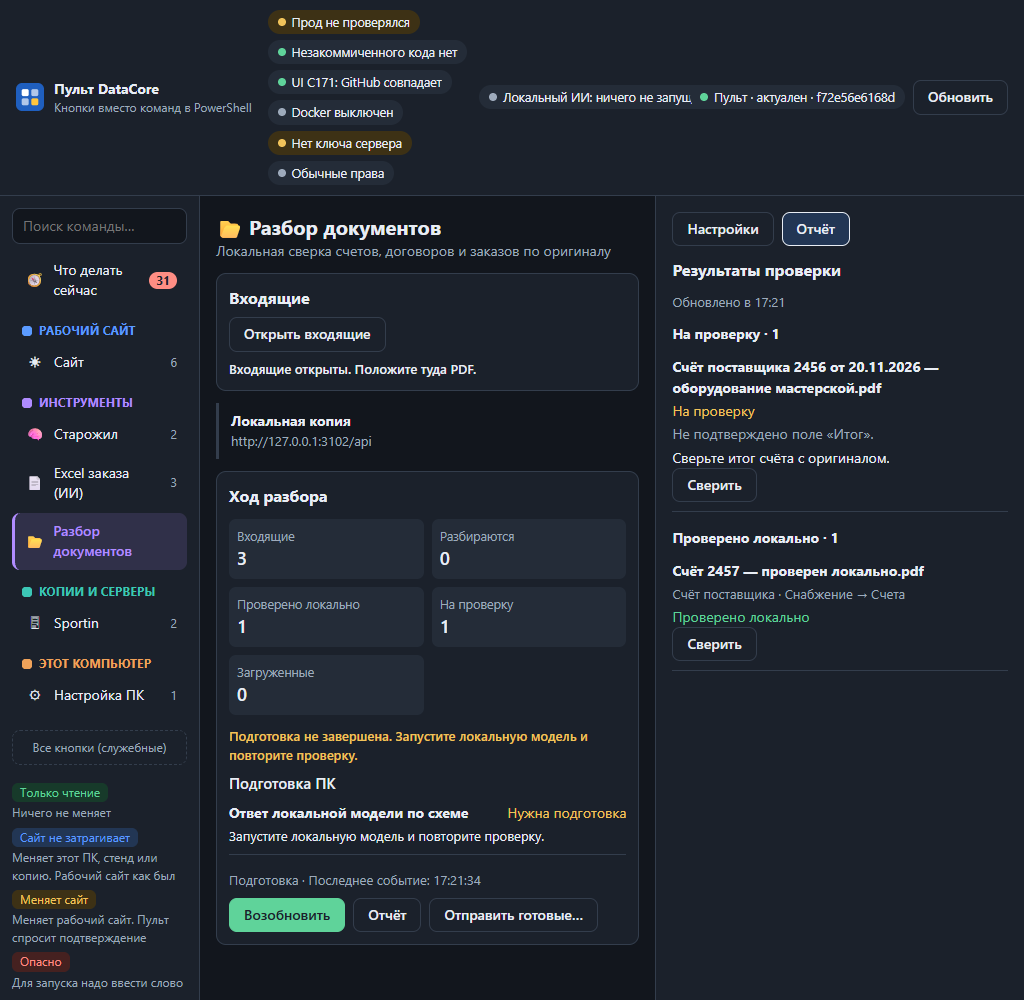 Пульт DataCore
Кнопки вместо команд в PowerShell
Прод не проверялся
Незакоммиченного кода нет
UI C171: GitHub совпадает
Docker выключен
Нет ключа сервера
Обычные права
Локальный ИИ: ничего не запущ
Пульт · актуален · f72e56e6168d
Обновить
Поиск команды...
Что делать
сейчас
31
РАБОЧИЙ САЙТ
Сайт 6
ИНСТРУМЕНТЫ
Старожил 2
Excel заказа
(ИИ)
3
Разбор
документов
КОПИИ И СЕРВЕРЫ
Sportin 2
ЭТОТ КОМПЬЮТЕР
Настройка ПК 1
Все кнопки (служебные)
Только чтение
Ничего не меняет
Сайт не затрагивает
Меняет этот ПК, стенд или
копию. Рабочий сайт как был
Меняет сайт
Меняет рабочий сайт. Пульт
спросит подтверждение
Опасно
Для запуска надо ввести слово
Разбор документов
Локальная сверка счетов, договоров и заказов по оригиналу
Входящие
Открыть входящие
Входящие открыты. Положите туда PDF.
Локальная копия
http://127.0.0.1:3102/api
Ход разбора
Входящие
3
Разбираются
0
Проверено локально
1
На проверку
1
Загруженные
0
Подготовка не завершена. Запустите локальную модель и
повторите проверку.
Подготовка ПК
Ответ локальной модели по схеме Нужна подготовка
Запустите локальную модель и повторите проверку.
Подготовка · Последнее событие: 17:21:34
Возобновить
Отчёт
Отправить готовые...
Настройки
Отчёт
Результаты проверки
Обновлено в 17:21
На проверку · 1
Счёт поставщика 2456 от 20.11.2026 —
оборудование мастерской.pdf
На проверку
Не подтверждено поле «Итог».
Сверьте итог счёта с оригиналом.
Сверить
Проверено локально · 1
Счёт 2457 — проверен локально.pdf
Счёт поставщика · Снабжение → Счета
Проверено локально
Сверить